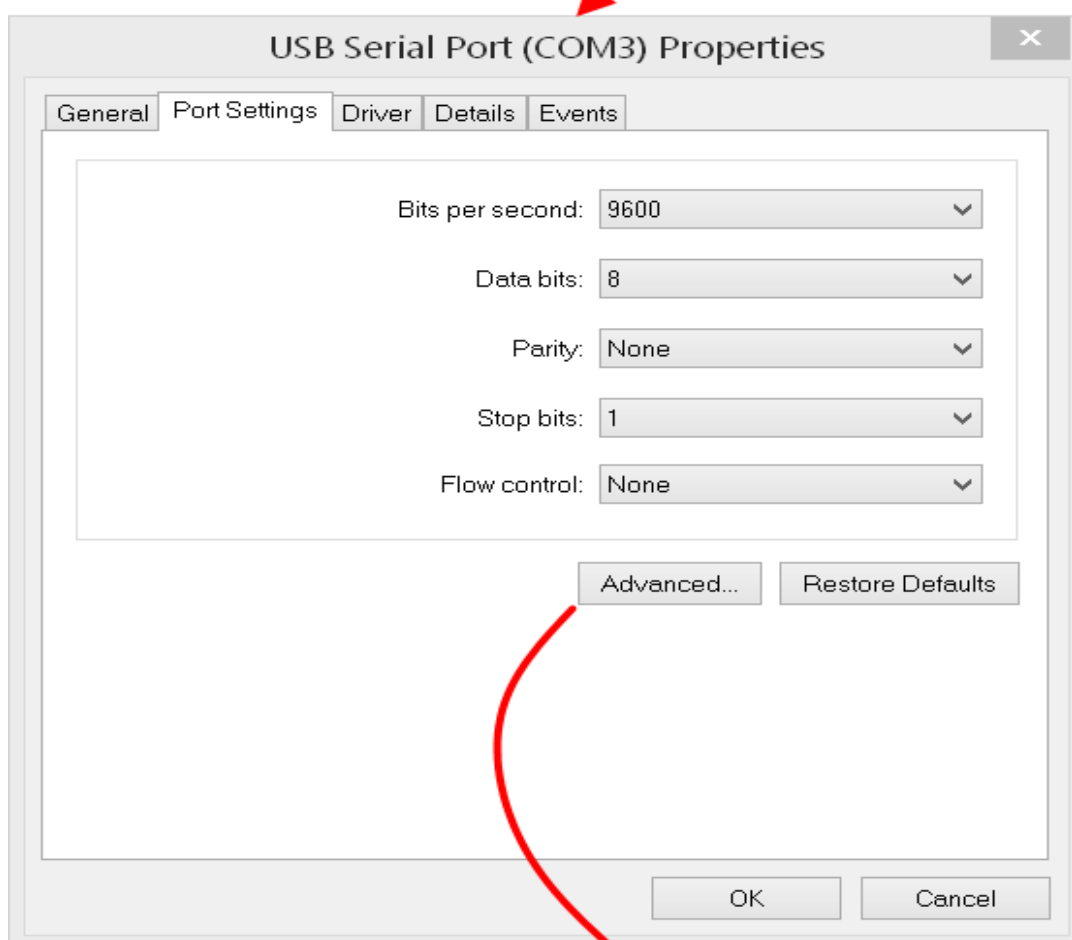 USB Serial Port (COM3) Properties
General Port Settings Driver Details Events
Bits per second: 9600
Data bits: 8
Parity: None
Stop bits: 1
Flow control: None
Advanced... Restore Defaults
OK Cancel